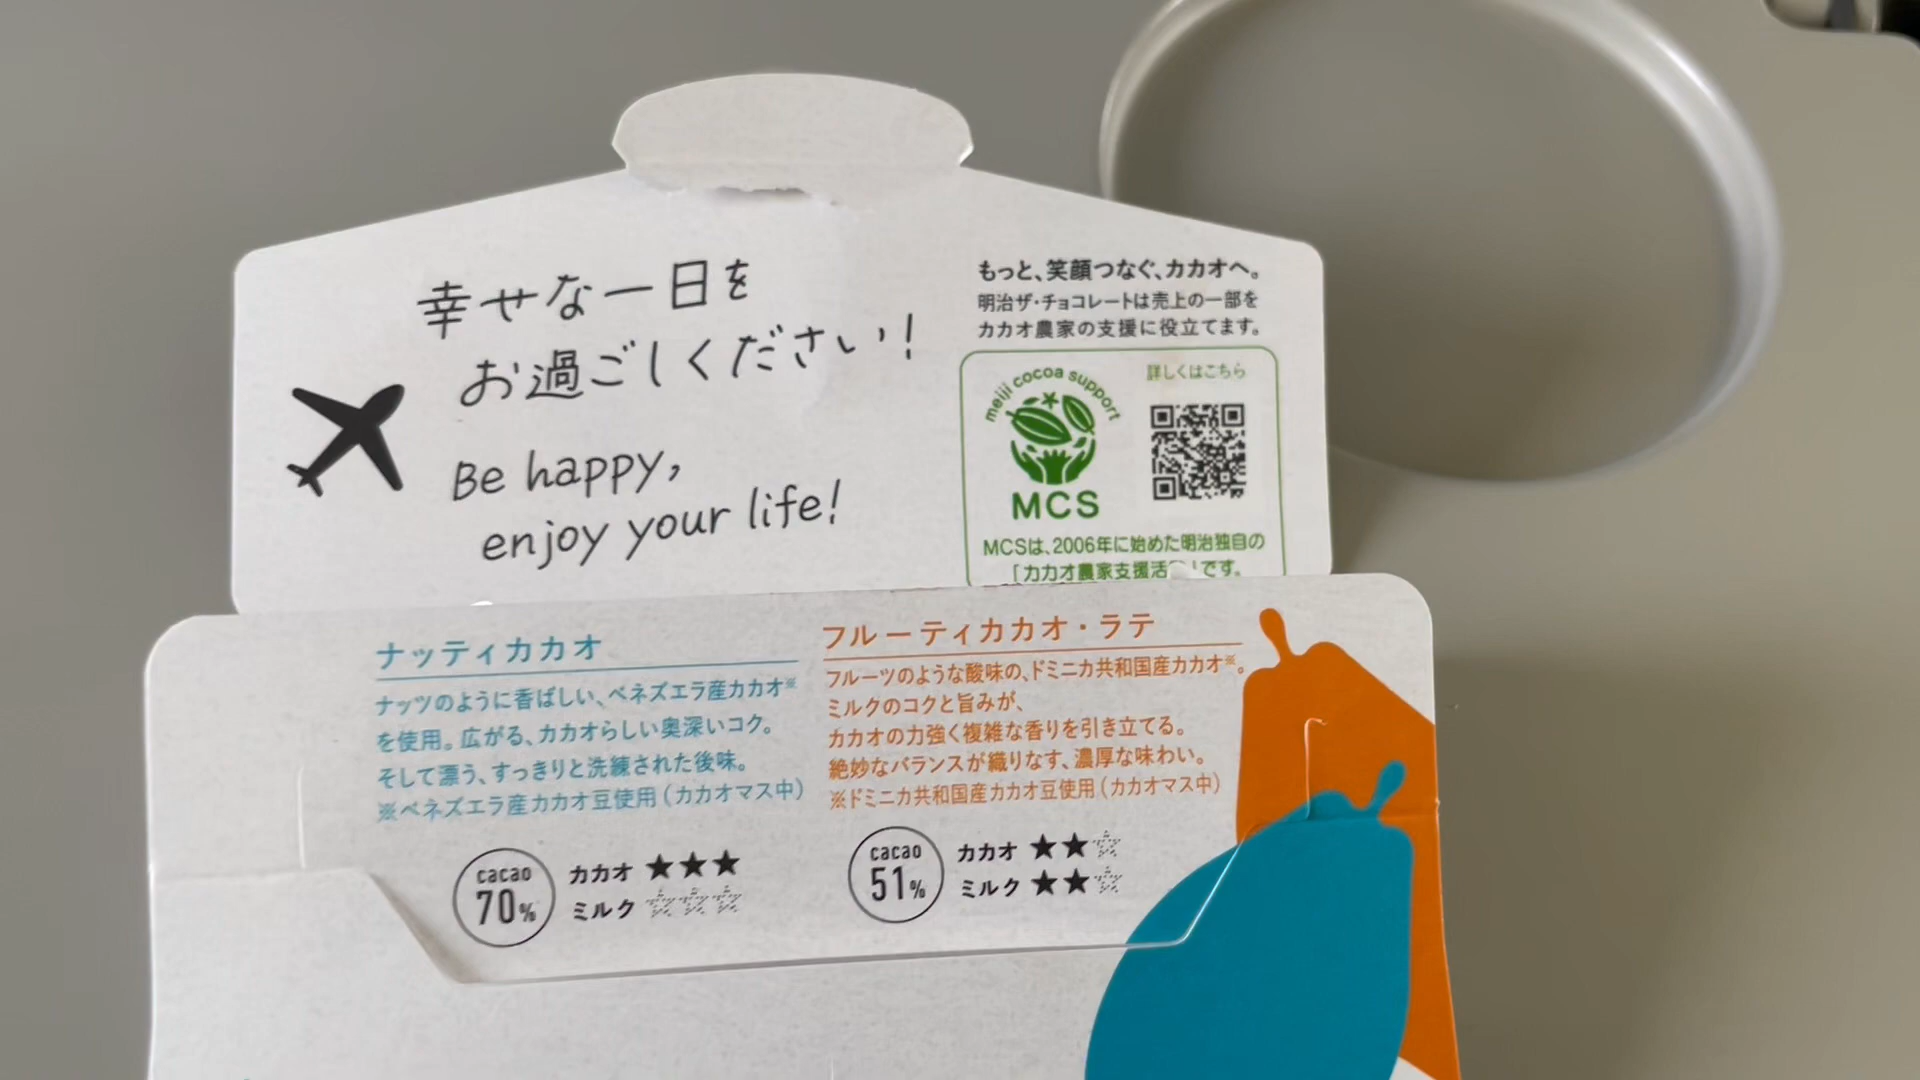 幸せな一日を
お過ごしください!
Be happy,
enjoy your life!
もっと、笑顔つなぐ、カカオへ。
明治ザ・チョコレートは売上の一部を
カカオ農家の支援に役立てます。
meiji cocoa support
MCS
詳しくはこちら
MCSは、2006年に始めた明治独自の
「カカオ農家支援活 」です。
ナッティカカオ
ナッツのように香ばしい、ベネズエラ産カカオ※
を使用。広がる、カカオらしい奥深いコク。
そして漂う、すっきりと洗練された後味。
※ベネズエラ産カカオ豆使用(カカオマス中)
cacao
70%
カカオ ★★★
ミルク ☆☆☆
フルーティカカオ・ラテ
フルーツのような酸味の、ドミニカ共和国産カカオ※。
ミルクのコクと旨みが、
カカオの力強く複雑な香りを引き立てる。
絶妙なバランスが織りなす、濃厚な味わい。
※ドミニカ共和国産カカオ豆使用(カカオマス中)
cacao
51%
カカオ ★★☆
ミルク ★★☆